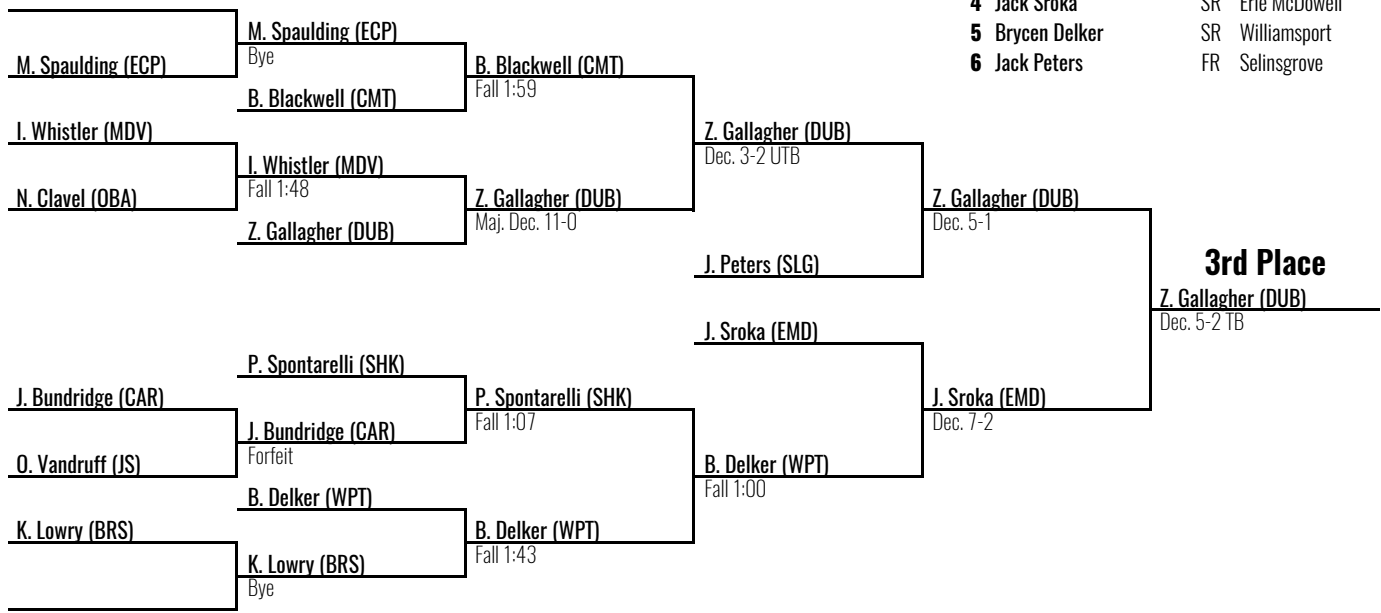 4 Jack Sroka SR Erie McDowell
5 Brycen Delker SR Williamsport
6 Jack Peters FR Selinsgrove
M. Spaulding (ECP)
M. Spaulding (ECP)
Bye
B. Blackwell (CMT)
B. Blackwell (CMT)
Fall 1:59
I. Whistler (MDV)
N. Clavel (OBA)
I. Whistler (MDV)
Fall 1:48
Z. Gallagher (DUB)
Z. Gallagher (DUB)
Maj. Dec. 11-0
Z. Gallagher (DUB)
Dec. 3-2 UTB
J. Peters (SLG)
Z. Gallagher (DUB)
Dec. 5-1
3rd Place
Z. Gallagher (DUB)
Dec. 5-2 TB
J. Sroka (EMD)
J. Sroka (EMD)
Dec. 7-2
P. Spontarelli (SHK)
J. Bundridge (CAR)
O. Vandruff (JS)
J. Bundridge (CAR)
Forfeit
P. Spontarelli (SHK)
Fall 1:07
B. Delker (WPT)
Fall 1:00
B. Delker (WPT)
K. Lowry (BRS)
K. Lowry (BRS)
Bye
B. Delker (WPT)
Fall 1:43